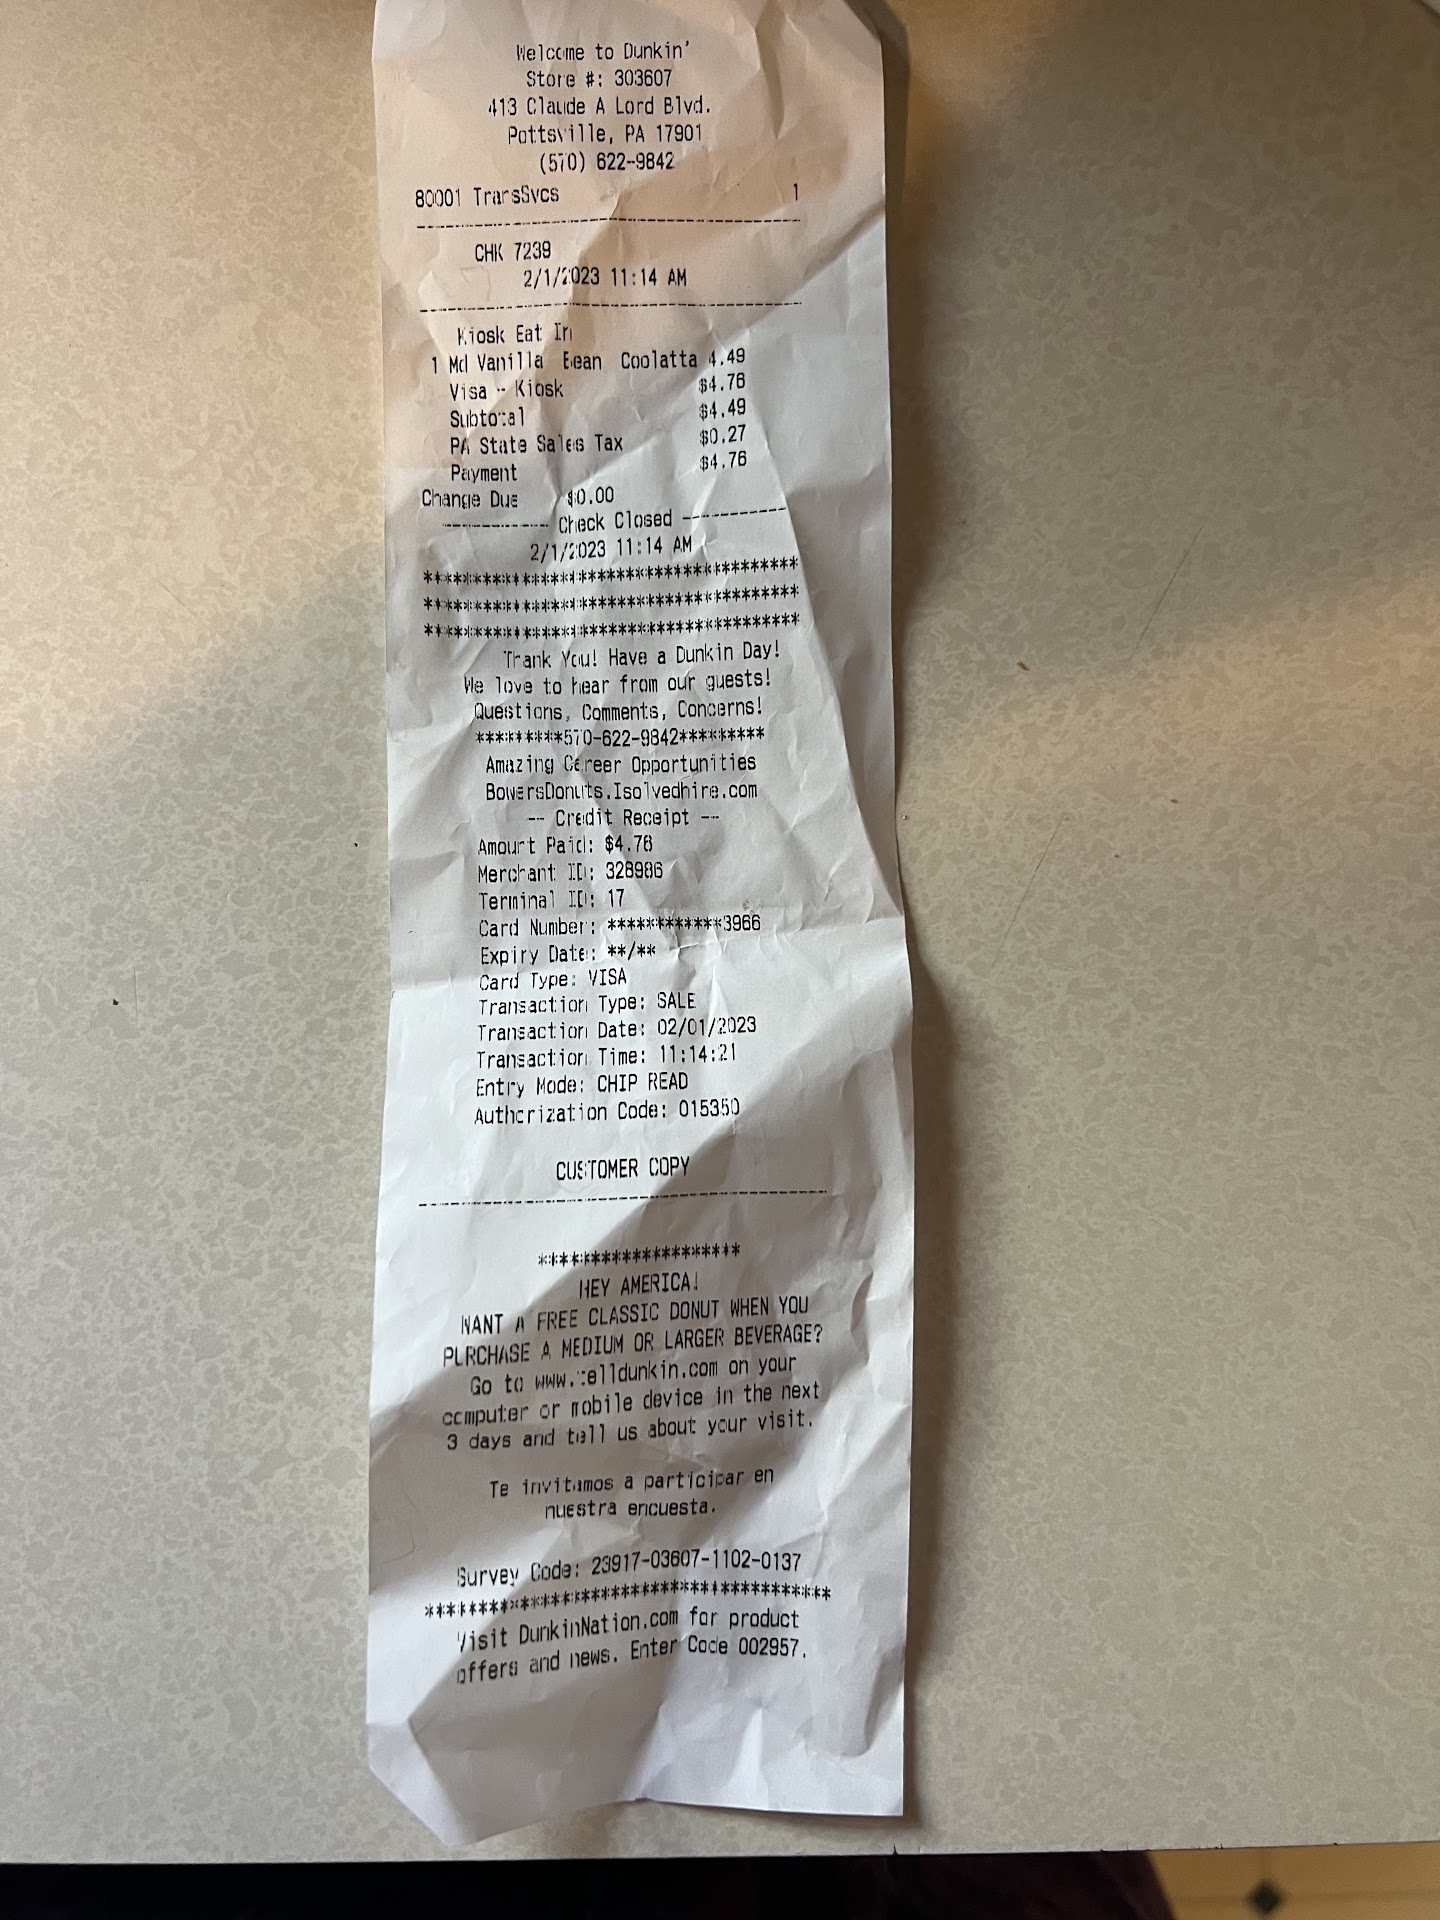 Welcome to Dunkin'
Store #: 303607
413 Claude A Lord Blvd.
Pottsville, PA 17901
(570) 622-9842
80001 TransSvcs 1
--------------------------------------
CHK 7239
2/1/2023 11:14 AM
--------------------------------------
Kiosk Eat In
1 Md Vanilla Bean Coolatta 4.49
Visa - Kiosk $4.76
Subtotal $4.49
PA State Sales Tax $0.27
Payment $4.76
Change Due $0.00
----------- Check Closed -----------
2/1/2023 11:14 AM
**************************************
**************************************
**************************************
Thank You! Have a Dunkin Day!
We love to hear from our guests!
Questions, Comments, Concerns!
*********570-622-9842*********
Amazing Career Opportunities
BowersDonuts.Isolvedhire.com
-- Credit Receipt --
Amount Paid: $4.76
Merchant ID: 328986
Terminal ID: 17
Card Number: ************3966
Expiry Date: **/**
Card Type: VISA
Transaction Type: SALE
Transaction Date: 02/01/2023
Transaction Time: 11:14:21
Entry Mode: CHIP READ
Authorization Code: 015350
CUSTOMER COPY
----------------------------------------
********************
HEY AMERICA!
WANT A FREE CLASSIC DONUT WHEN YOU
PURCHASE A MEDIUM OR LARGER BEVERAGE?
Go to www.telldunkin.com on your
computer or mobile device in the next
3 days and tell us about your visit.
Te invitamos a participar en
nuestra encuesta.
Survey Code: 23917-03607-1102-0137
****************************************
Visit DunkinNation.com for product
offers and news. Enter Code 002957.